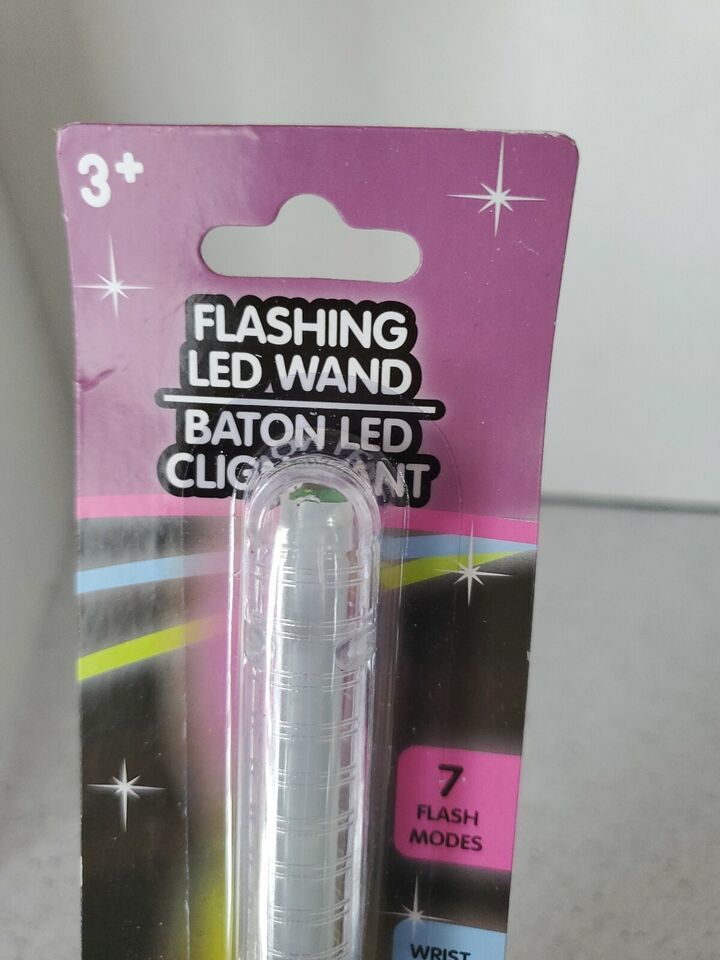 3+
FLASHING
LED WAND
BATON LED
7
FLASH
MODES
WRIST